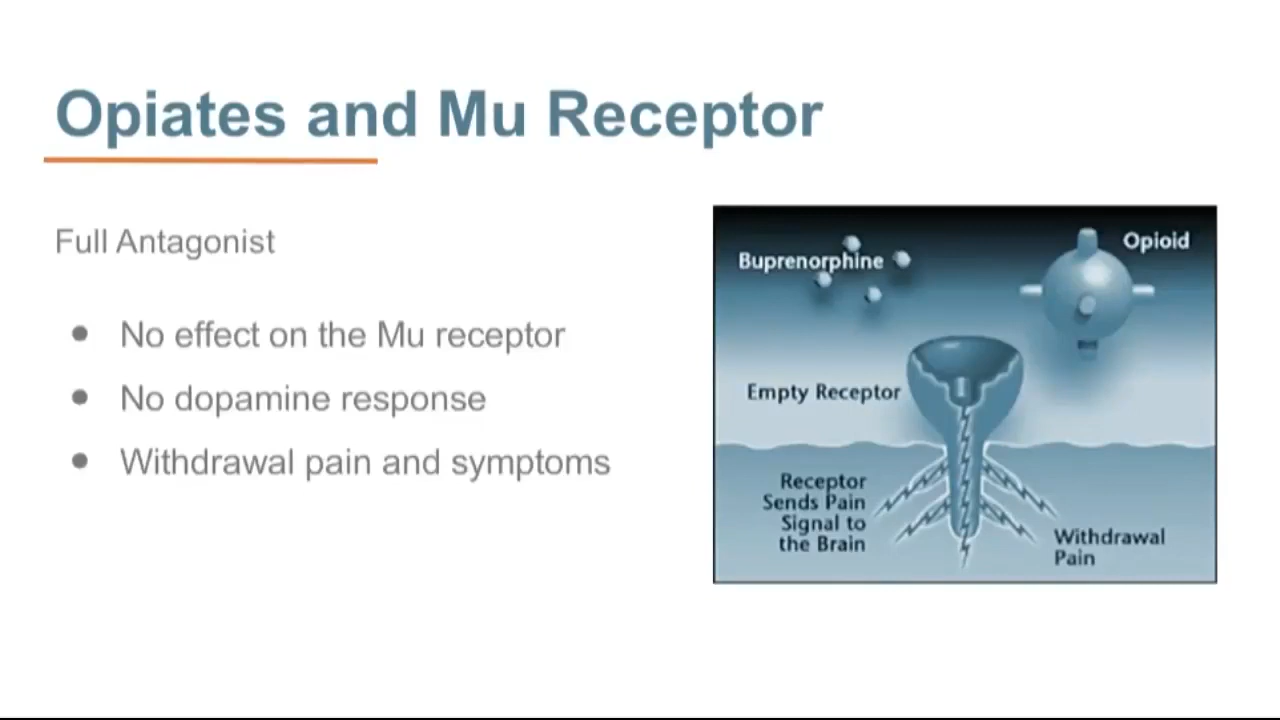 Opiates and Mu Receptor
Full Antagonist
● No effect on the Mu receptor
● No dopamine response
● Withdrawal pain and symptoms
Buprenorphine
Opioid
Empty Receptor
Receptor
Sends Pain
Signal to
the Brain
Withdrawal
Pain